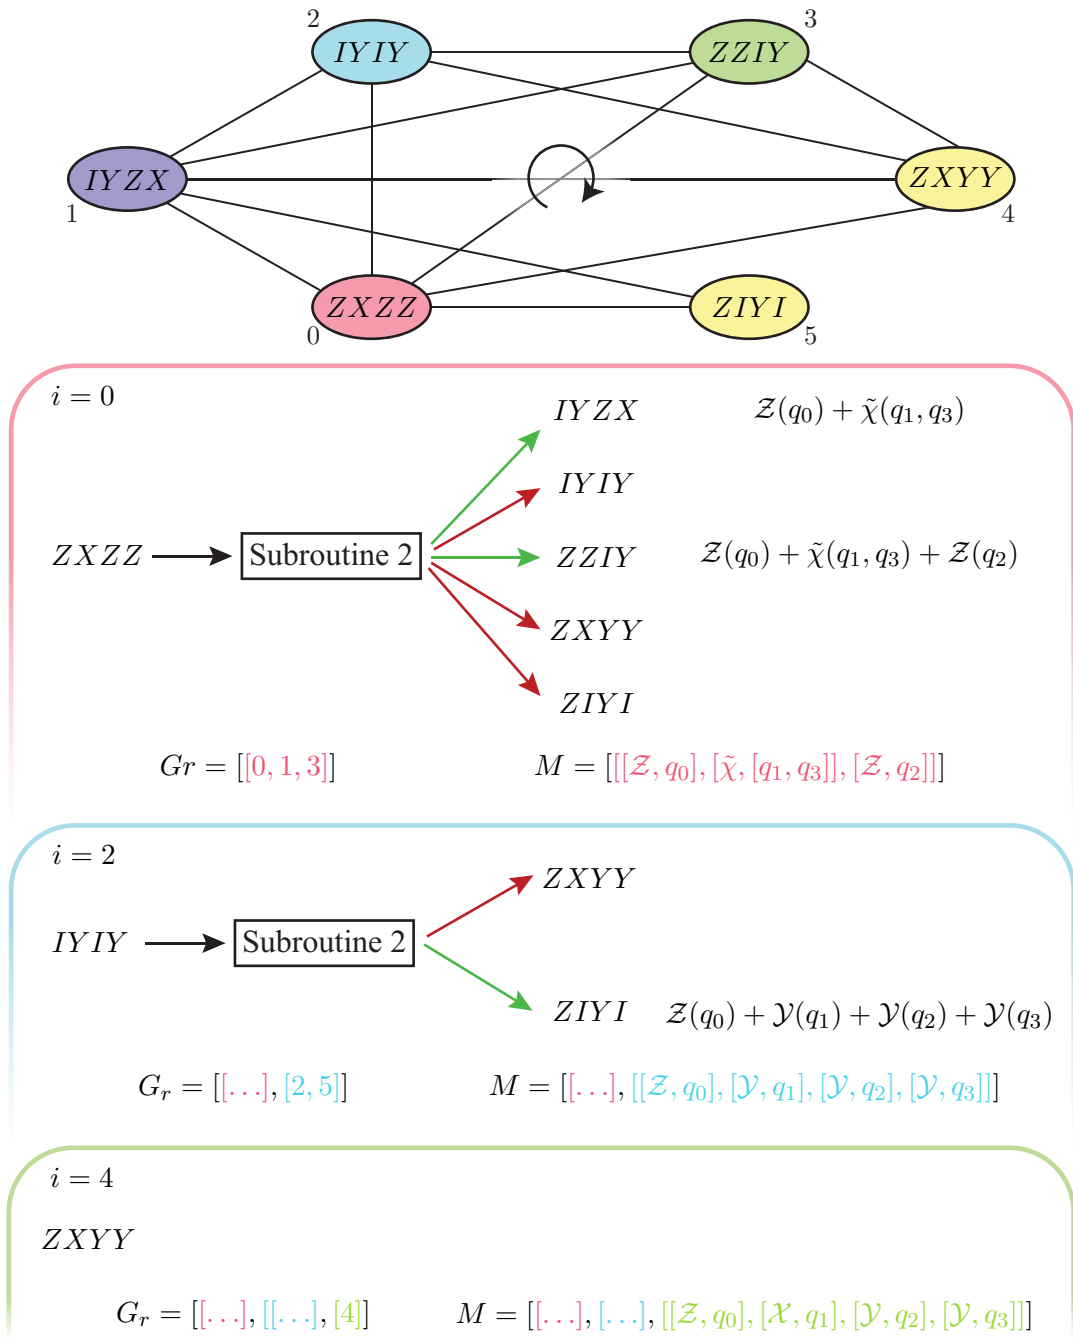 2 3
IYIY ZZIY
IYZX ZXYY
1 4
ZXZZ ZIYI
0 5
i = 0
IYZX 𝒵(q₀) + χ̃(q₁, q₃)
IYIY
ZXZZ Subroutine 2 ZZIY 𝒵(q₀) + χ̃(q₁, q₃) + 𝒵(q₂)
ZXYY
ZIYI
Gr = [[0, 1, 3]] M = [[[𝒵, q₀], [χ̃, [q₁, q₃]], [𝒵, q₂]]]
i = 2
ZXYY
IYIY Subroutine 2
ZIYI 𝒵(q₀) + 𝒴(q₁) + 𝒴(q₂) + 𝒴(q₃)
Gᵣ = [[...], [2, 5]] M = [[...], [[𝒵, q₀], [𝒴, q₁], [𝒴, q₂], [𝒴, q₃]]]
i = 4
ZXYY
Gᵣ = [[...], [[...], [4]] M = [[...], [...], [[𝒵, q₀], [𝒳, q₁], [𝒴, q₂], [𝒴, q₃]]]